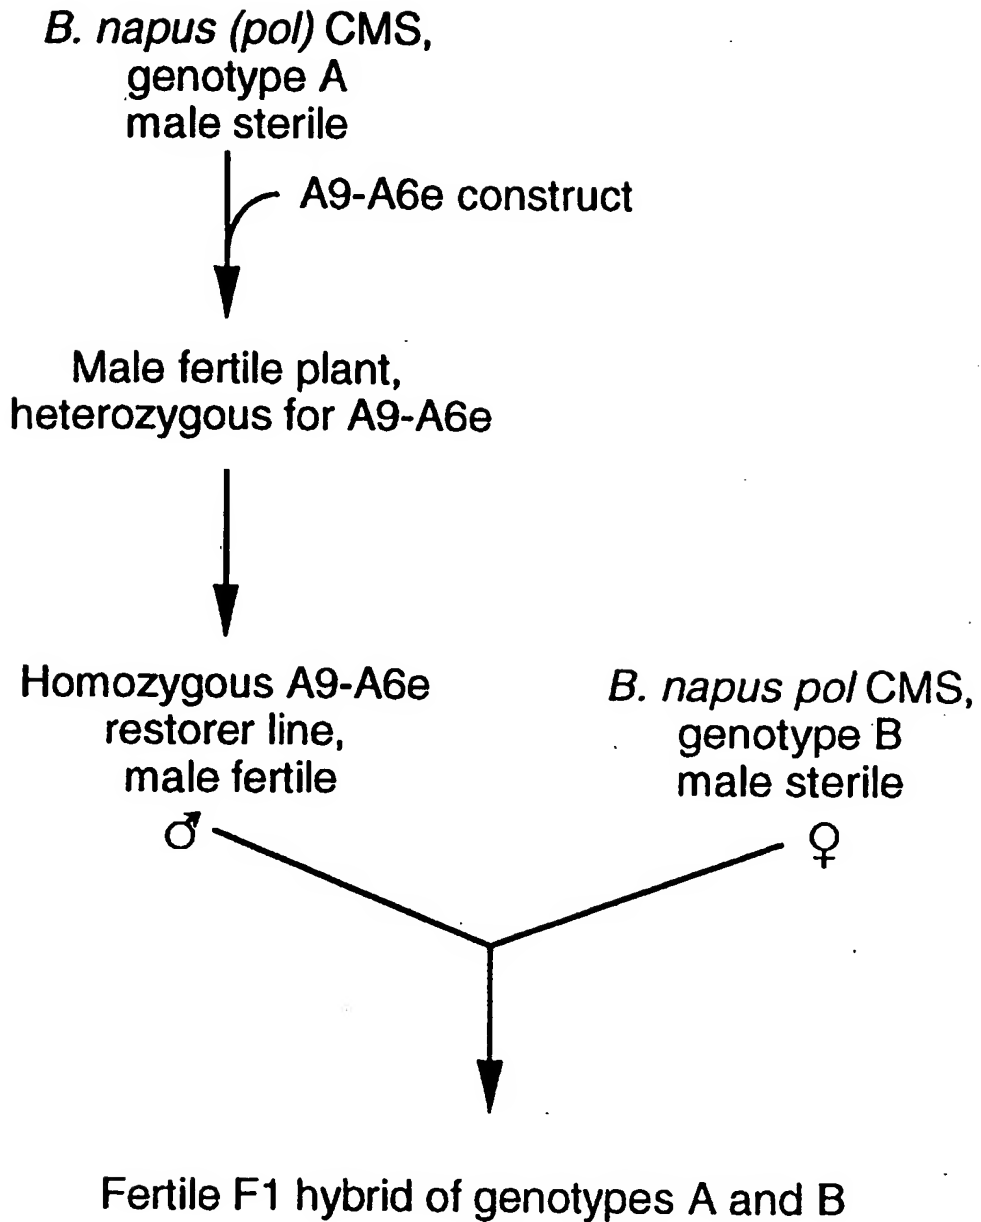 B. napus (pol) CMS,
genotype A
male sterile
A9-A6e construct
Male fertile plant,
heterozygous for A9-A6e
Homozygous A9-A6e
restorer line,
male fertile
♂
B. napus pol CMS,
genotype B
male sterile
♀
Fertile F1 hybrid of genotypes A and B